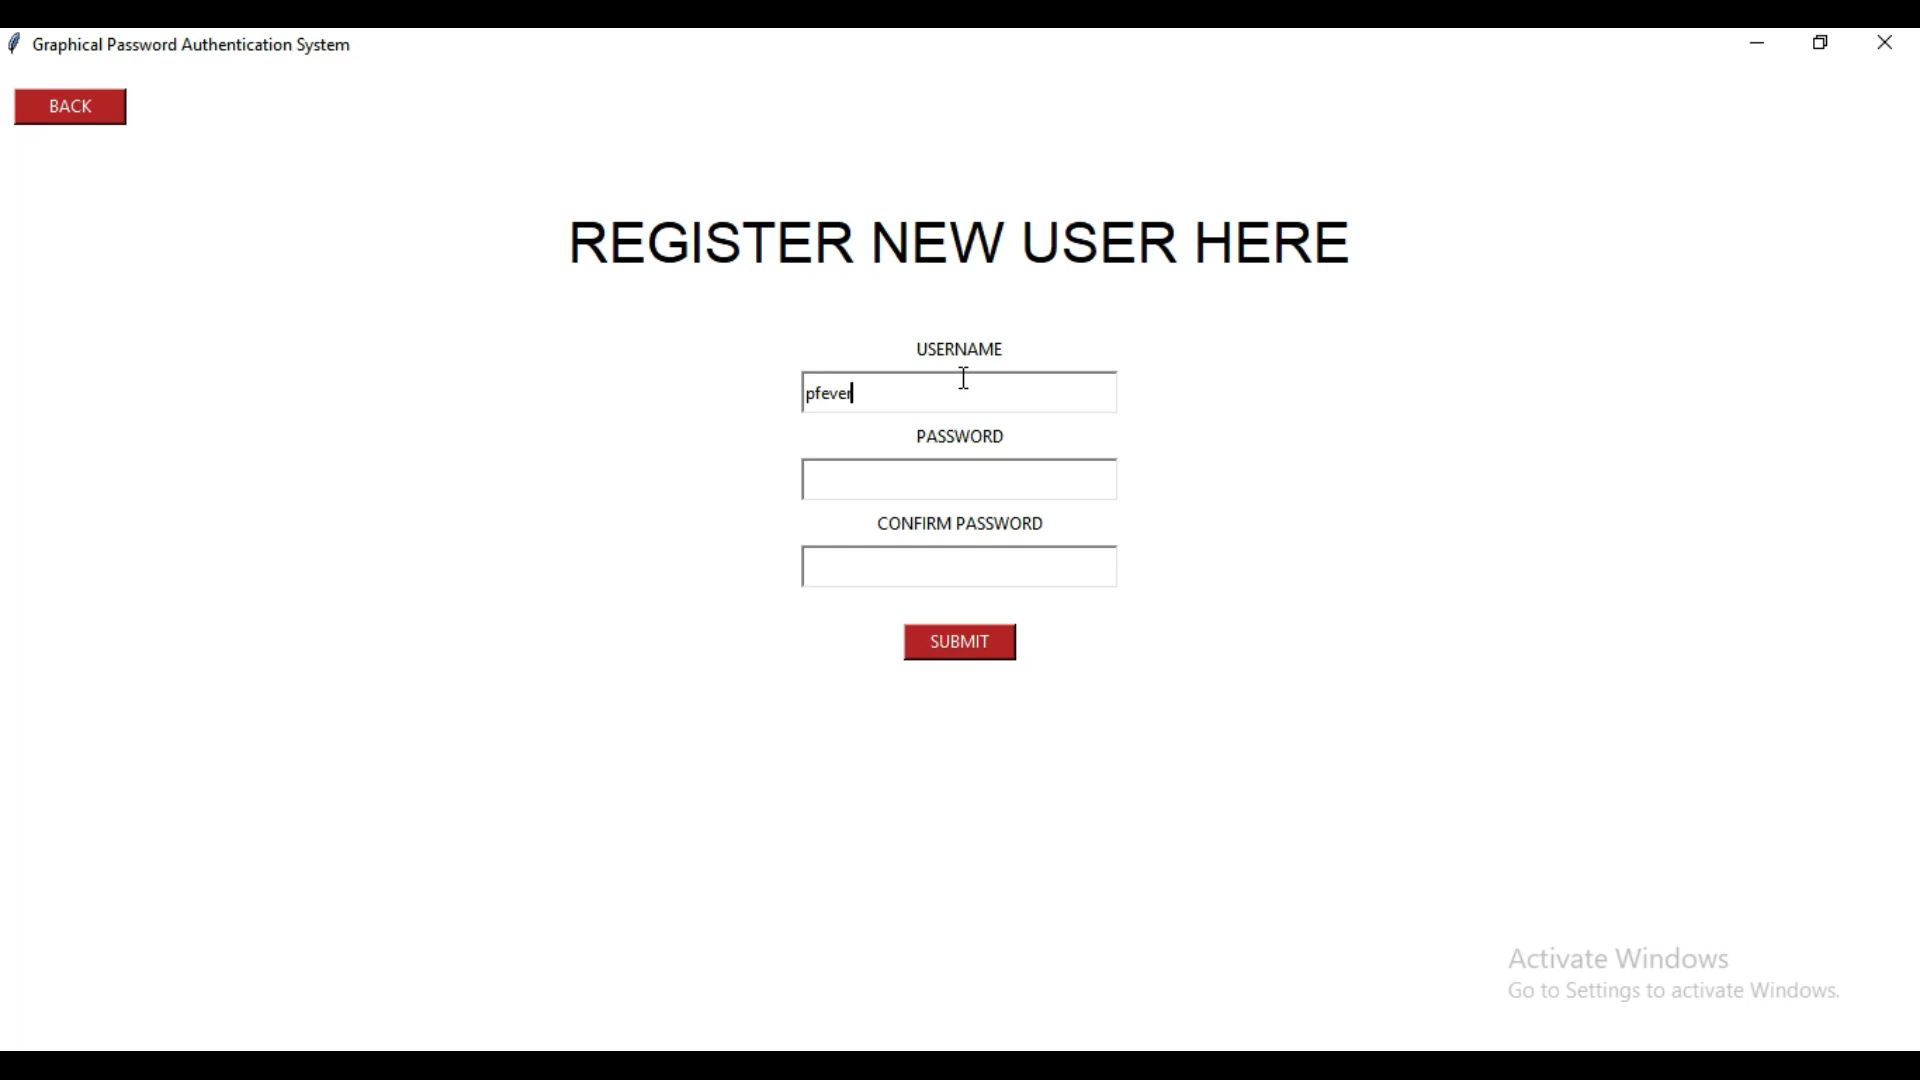 Graphical Password Authentication System
BACK
REGISTER NEW USER HERE
USERNAME
pfever
PASSWORD
CONFIRM PASSWORD
SUBMIT
Activate Windows
Go to Settings to activate Windows.